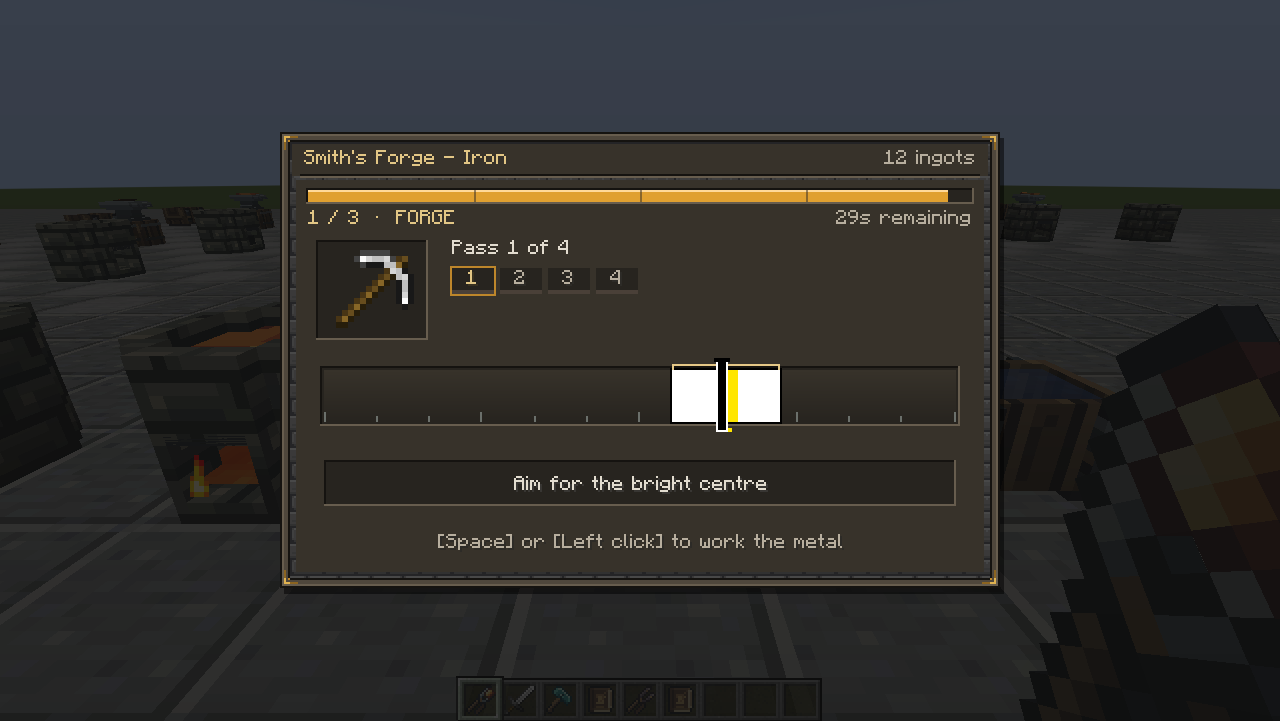 Smith's Forge – Iron
12 ingots
1 / 3 · FORGE
29s remaining
Pass 1 of 4
1 2 3 4
Aim for the bright centre
[Space] or [Left click] to work the metal